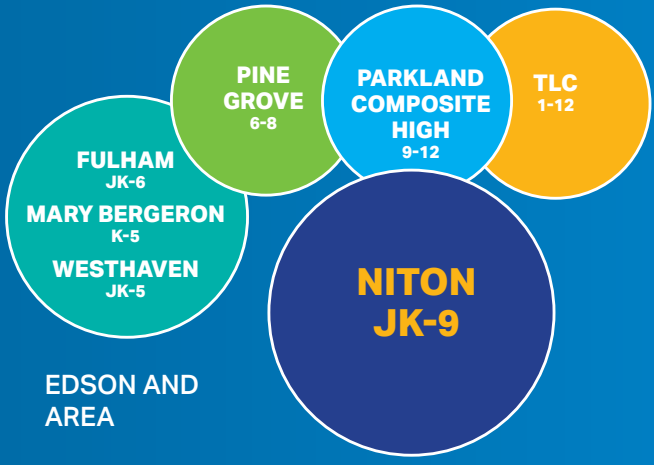 PINE
GROVE
6-8
PARKLAND
COMPOSITE
HIGH
9-12
TLC
1-12
FULHAM
JK-6
MARY BERGERON
K-5
WESTHAVEN
JK-5
NITON
JK-9
EDSON AND
AREA